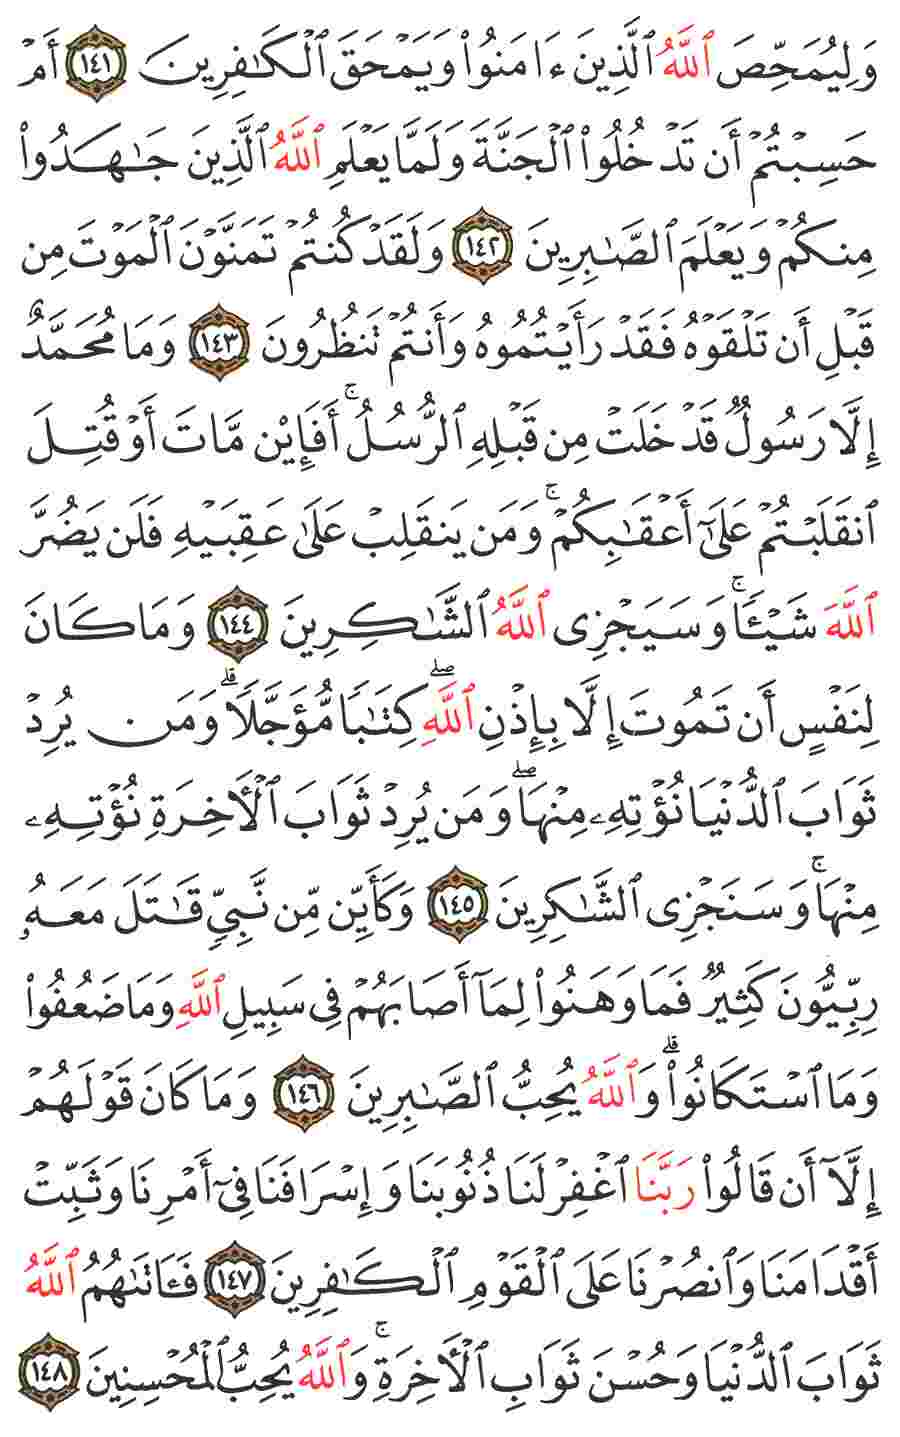 وَلِيُمَحِّصَ ٱللَّهُ ٱلَّذِينَ ءَامَنُوا۟ وَيَمْحَقَ ٱلْكَـٰفِرِينَ ١٤١ أَمْ
حَسِبْتُمْ أَن تَدْخُلُوا۟ ٱلْجَنَّةَ وَلَمَّا يَعْلَمِ ٱللَّهُ ٱلَّذِينَ جَـٰهَدُوا۟
مِنكُمْ وَيَعْلَمَ ٱلصَّـٰبِرِينَ ١٤٢ وَلَقَدْ كُنتُمْ تَمَنَّوْنَ ٱلْمَوْتَ مِن
قَبْلِ أَن تَلْقَوْهُ فَقَدْ رَأَيْتُمُوهُ وَأَنتُمْ تَنظُرُونَ ١٤٣ وَمَا مُحَمَّدٌ
إِلَّا رَسُولٌ قَدْ خَلَتْ مِن قَبْلِهِ ٱلرُّسُلُ ۚ أَفَإِي۟ن مَّاتَ أَوْ قُتِلَ
ٱنقَلَبْتُمْ عَلَىٰٓ أَعْقَـٰبِكُمْ ۚ وَمَن يَنقَلِبْ عَلَىٰ عَقِبَيْهِ فَلَن يَضُرَّ
ٱللَّهَ شَيْـًٔا ۚ وَسَيَجْزِى ٱللَّهُ ٱلشَّـٰكِرِينَ ١٤٤ وَمَا كَانَ
لِنَفْسٍ أَن تَمُوتَ إِلَّا بِإِذْنِ ٱللَّهِ ۖ كِتَـٰبًا مُّؤَجَّلًا ۗ وَمَن يُرِدْ
ثَوَابَ ٱلدُّنْيَا نُؤْتِهِۦ مِنْهَا ۖ وَمَن يُرِدْ ثَوَابَ ٱلْـَٔاخِرَةِ نُؤْتِهِۦ
مِنْهَا ۚ وَسَنَجْزِى ٱلشَّـٰكِرِينَ ١٤٥ وَكَأَيِّن مِّن نَّبِىٍّ قَـٰتَلَ مَعَهُۥ
رِبِّيُّونَ كَثِيرٌ فَمَا وَهَنُوا۟ لِمَآ أَصَابَهُمْ فِى سَبِيلِ ٱللَّهِ وَمَا ضَعُفُوا۟
وَمَا ٱسْتَكَانُوا۟ ۗ وَٱللَّهُ يُحِبُّ ٱلصَّـٰبِرِينَ ١٤٦ وَمَا كَانَ قَوْلَهُمْ
إِلَّآ أَن قَالُوا۟ رَبَّنَا ٱغْفِرْ لَنَا ذُنُوبَنَا وَإِسْرَافَنَا فِىٓ أَمْرِنَا وَثَبِّتْ
أَقْدَامَنَا وَٱنصُرْنَا عَلَى ٱلْقَوْمِ ٱلْكَـٰفِرِينَ ١٤٧ فَـَٔاتَىٰهُمُ ٱللَّهُ
ثَوَابَ ٱلدُّنْيَا وَحُسْنَ ثَوَابِ ٱلْـَٔاخِرَةِ ۚ وَٱللَّهُ يُحِبُّ ٱلْمُحْسِنِينَ ١٤٨